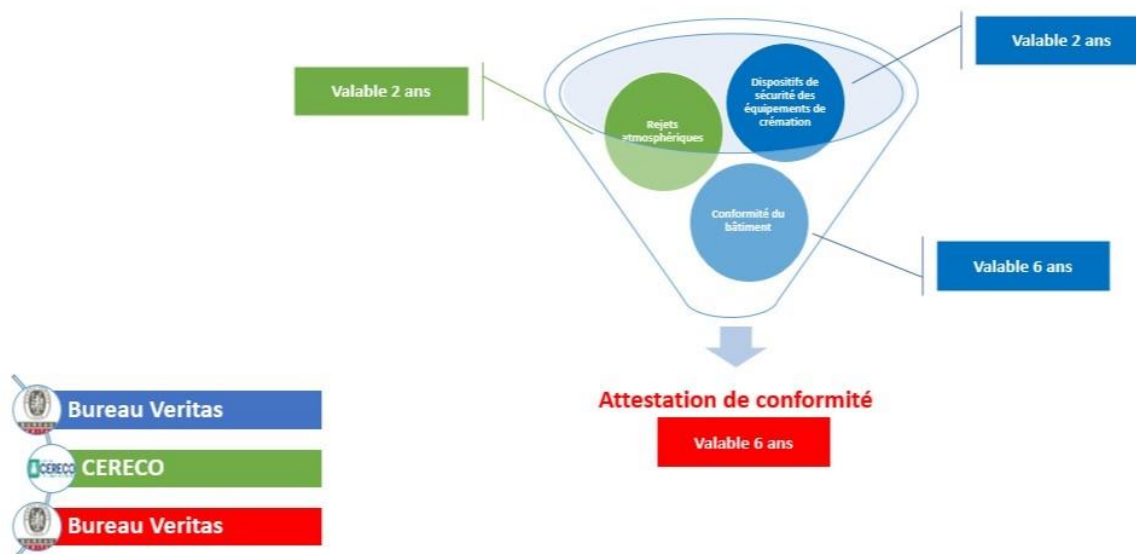 Valable 2 ans
Valable 2 ans
Dispositifs de
sécurité des
équipements de
crémation
Rejets
atmosphériques
Conformité du
bâtiment
Valable 6 ans
Attestation de conformité
Valable 6 ans
Bureau Veritas
CERECO
CERECO
Bureau Veritas